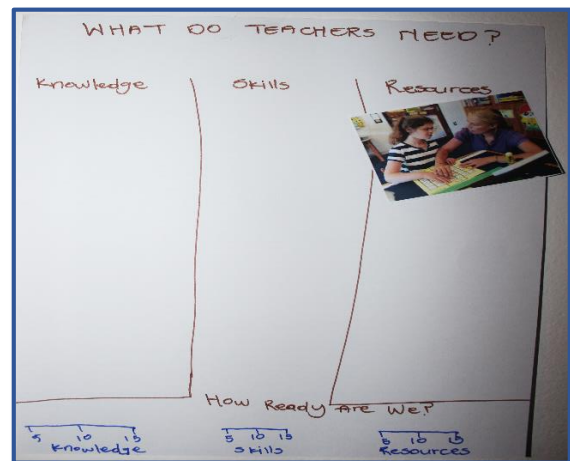 WHAT DO TEACHERS NEED?
Knowledge Skills Resources
How Ready Are We?
5 10 15 5 10 15 5 10 15
Knowledge Skills Resources